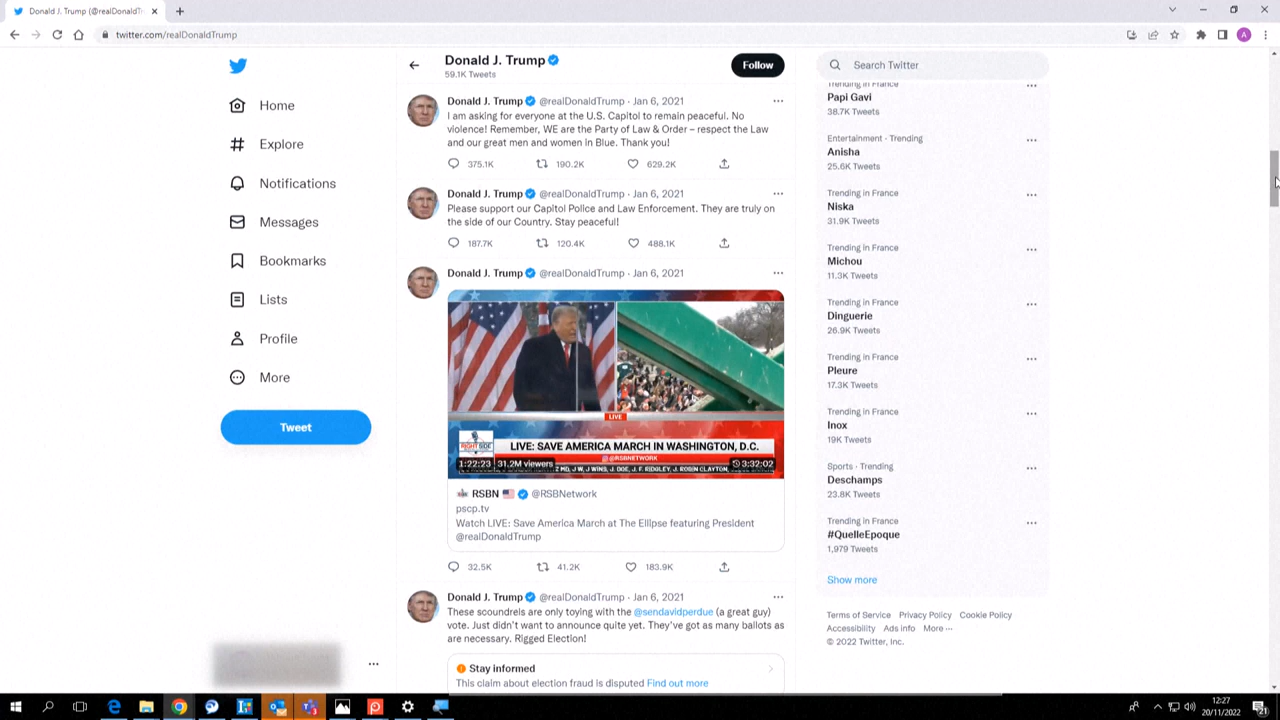 Donald J. Trump (@realDonaldTr
twitter.com/realDonaldTrump
A
Home
Explore
Notifications
Messages
Bookmarks
Lists
Profile
More
Tweet
Donald J. Trump
59.1K Tweets
Follow
Donald J. Trump @realDonaldTrump · Jan 6, 2021
I am asking for everyone at the U.S. Capitol to remain peaceful. No
violence! Remember, WE are the Party of Law & Order – respect the Law
and our great men and women in Blue. Thank you!
375.1K 190.2K 629.2K
Donald J. Trump @realDonaldTrump · Jan 6, 2021
Please support our Capitol Police and Law Enforcement. They are truly on
the side of our Country. Stay peaceful!
187.7K 120.4K 488.1K
Donald J. Trump @realDonaldTrump · Jan 6, 2021
LIVE
RIGHT SIDE
LIVE: SAVE AMERICA MARCH IN WASHINGTON, D.C.
@RSBNETWORK
1:22:23 31.2M viewers
MD, J W, J WINS, J. DOE, J. F. RIDGLEY, J. ROBIN CLAYTON,
3:32:02
RSBN @RSBNetwork
pscp.tv
Watch LIVE: Save America March at The Ellipse featuring President
@realDonaldTrump
32.5K 41.2K 183.9K
Donald J. Trump @realDonaldTrump · Jan 6, 2021
These scoundrels are only toying with the @sendavidperdue (a great guy)
vote. Just didn't want to announce quite yet. They've got as many ballots as
are necessary. Rigged Election!
Stay informed
This claim about election fraud is disputed Find out more
Search Twitter
Trending in France
Papi Gavi
38.7K Tweets
Entertainment · Trending
Anisha
25.6K Tweets
Trending in France
Niska
31.9K Tweets
Trending in France
Michou
11.3K Tweets
Trending in France
Dinguerie
26.9K Tweets
Trending in France
Pleure
17.3K Tweets
Trending in France
Inox
19K Tweets
Sports · Trending
Deschamps
23.8K Tweets
Trending in France
#QuelleEpoque
1,979 Tweets
Show more
Terms of Service Privacy Policy Cookie Policy
Accessibility Ads info More ···
© 2022 Twitter, Inc.
12:27
20/11/2022
21